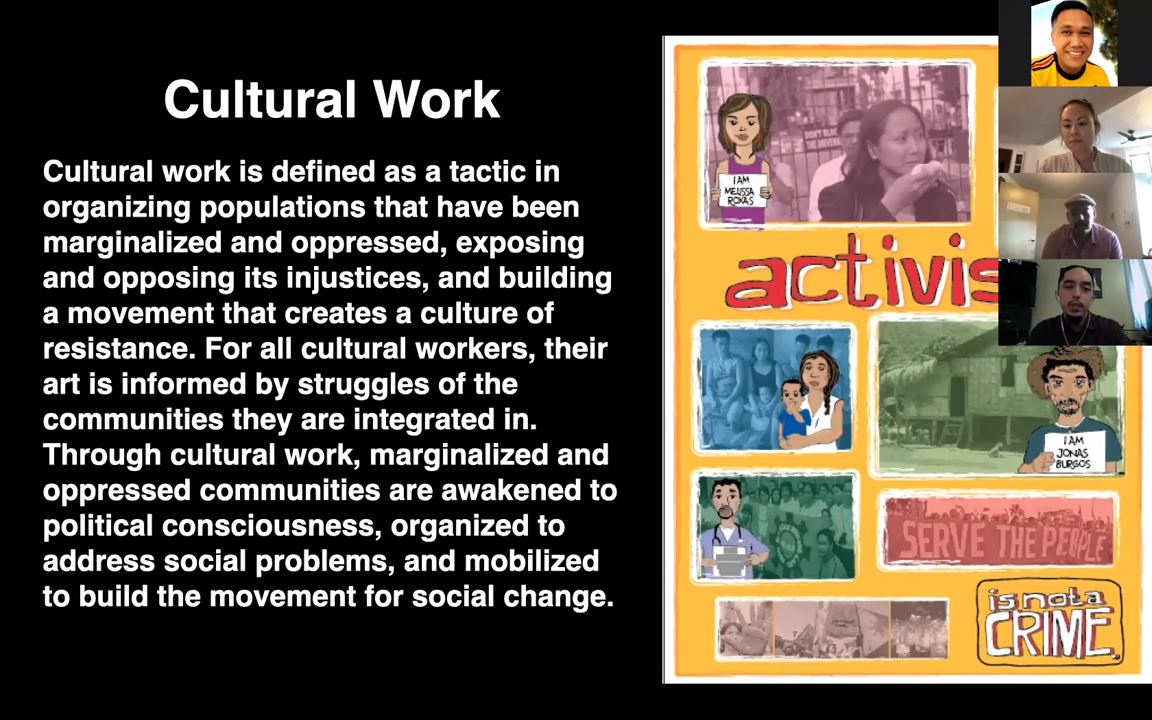 Cultural Work
Cultural work is defined as a tactic in
organizing populations that have been
marginalized and oppressed, exposing
and opposing its injustices, and building
a movement that creates a culture of
resistance. For all cultural workers, their
art is informed by struggles of the
communities they are integrated in.
Through cultural work, marginalized and
oppressed communities are awakened to
political consciousness, organized to
address social problems, and mobilized
to build the movement for social change.
DON'T BLOCK
THE DRIVEWAY
I AM
MELISSA
ROXAS
activis
I AM
JONAS
BURGOS
SERVE THE PEOPLE
is not a
CRIME.